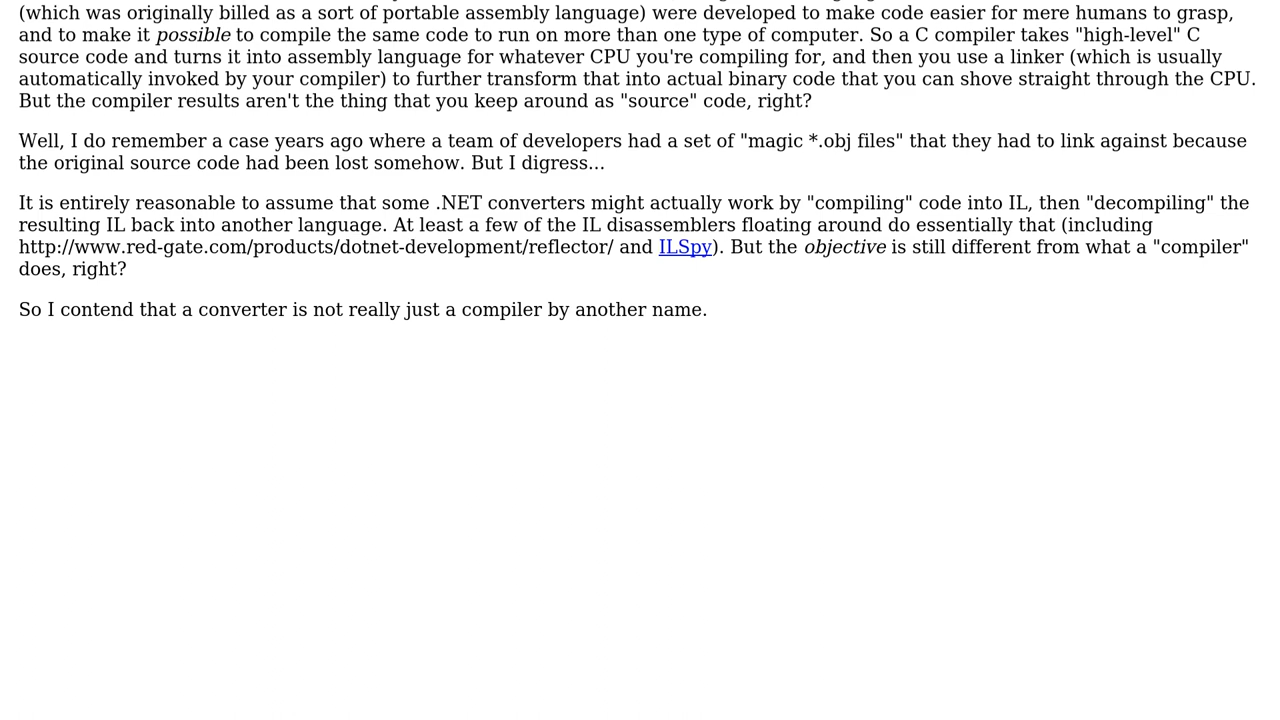 (which was originally billed as a sort of portable assembly language) were developed to make code easier for mere humans to grasp,
and to make it possible to compile the same code to run on more than one type of computer. So a C compiler takes "high-level" C
source code and turns it into assembly language for whatever CPU you're compiling for, and then you use a linker (which is usually
automatically invoked by your compiler) to further transform that into actual binary code that you can shove straight through the CPU.
But the compiler results aren't the thing that you keep around as "source" code, right?
Well, I do remember a case years ago where a team of developers had a set of "magic *.obj files" that they had to link against because
the original source code had been lost somehow. But I digress...
It is entirely reasonable to assume that some .NET converters might actually work by "compiling" code into IL, then "decompiling" the
resulting IL back into another language. At least a few of the IL disassemblers floating around do essentially that (including
http://www.red-gate.com/products/dotnet-development/reflector/ and ILSpy). But the objective is still different from what a "compiler"
does, right?
So I contend that a converter is not really just a compiler by another name.